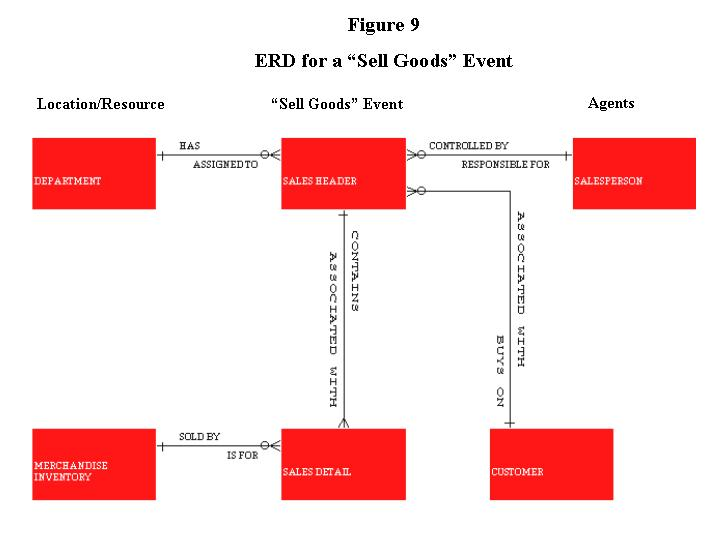 Figure 9
ERD for a “Sell Goods” Event
Location/Resource
“Sell Goods” Event
Agents
HAS
ASSIGNED TO
CONTROLLED BY
RESPONSIBLE FOR
DEPARTMENT
SALES HEADER
SALESPERSON
CONTAINS
ASSOCIATED WITH
ASSOCIATED WITH
BUYS ON
SOLD BY
IS FOR
MERCHANDISE
INVENTORY
SALES DETAIL
CUSTOMER